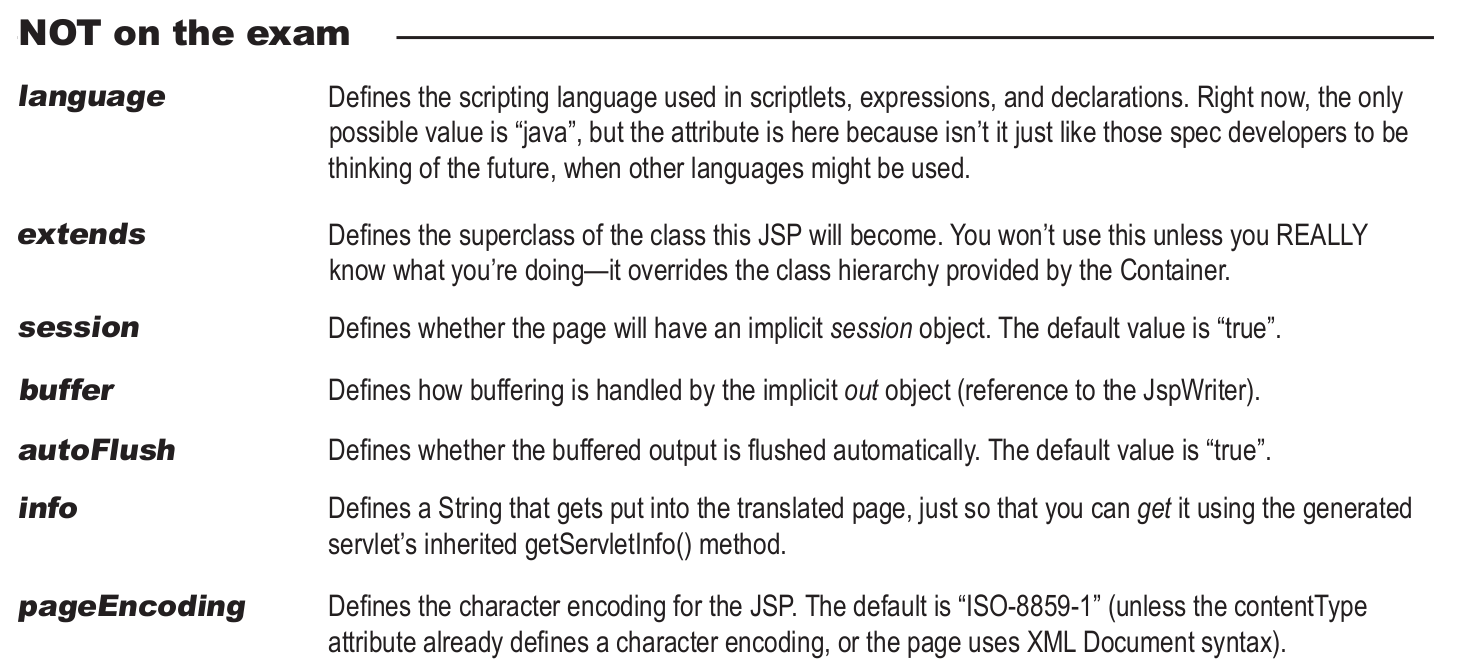 NOT on the exam
language
Defines the scripting language used in scriptlets, expressions, and declarations. Right now, the only
possible value is “java”, but the attribute is here because isn’t it just like those spec developers to be
thinking of the future, when other languages might be used.
extends
Defines the superclass of the class this JSP will become. You won’t use this unless you REALLY
know what you’re doing—it overrides the class hierarchy provided by the Container.
session
Defines whether the page will have an implicit session object. The default value is “true”.
buffer
Defines how buffering is handled by the implicit out object (reference to the JspWriter).
autoFlush
Defines whether the buffered output is flushed automatically. The default value is “true”.
info
Defines a String that gets put into the translated page, just so that you can get it using the generated
servlet’s inherited getServletInfo() method.
pageEncoding
Defines the character encoding for the JSP. The default is “ISO-8859-1” (unless the contentType
attribute already defines a character encoding, or the page uses XML Document syntax).